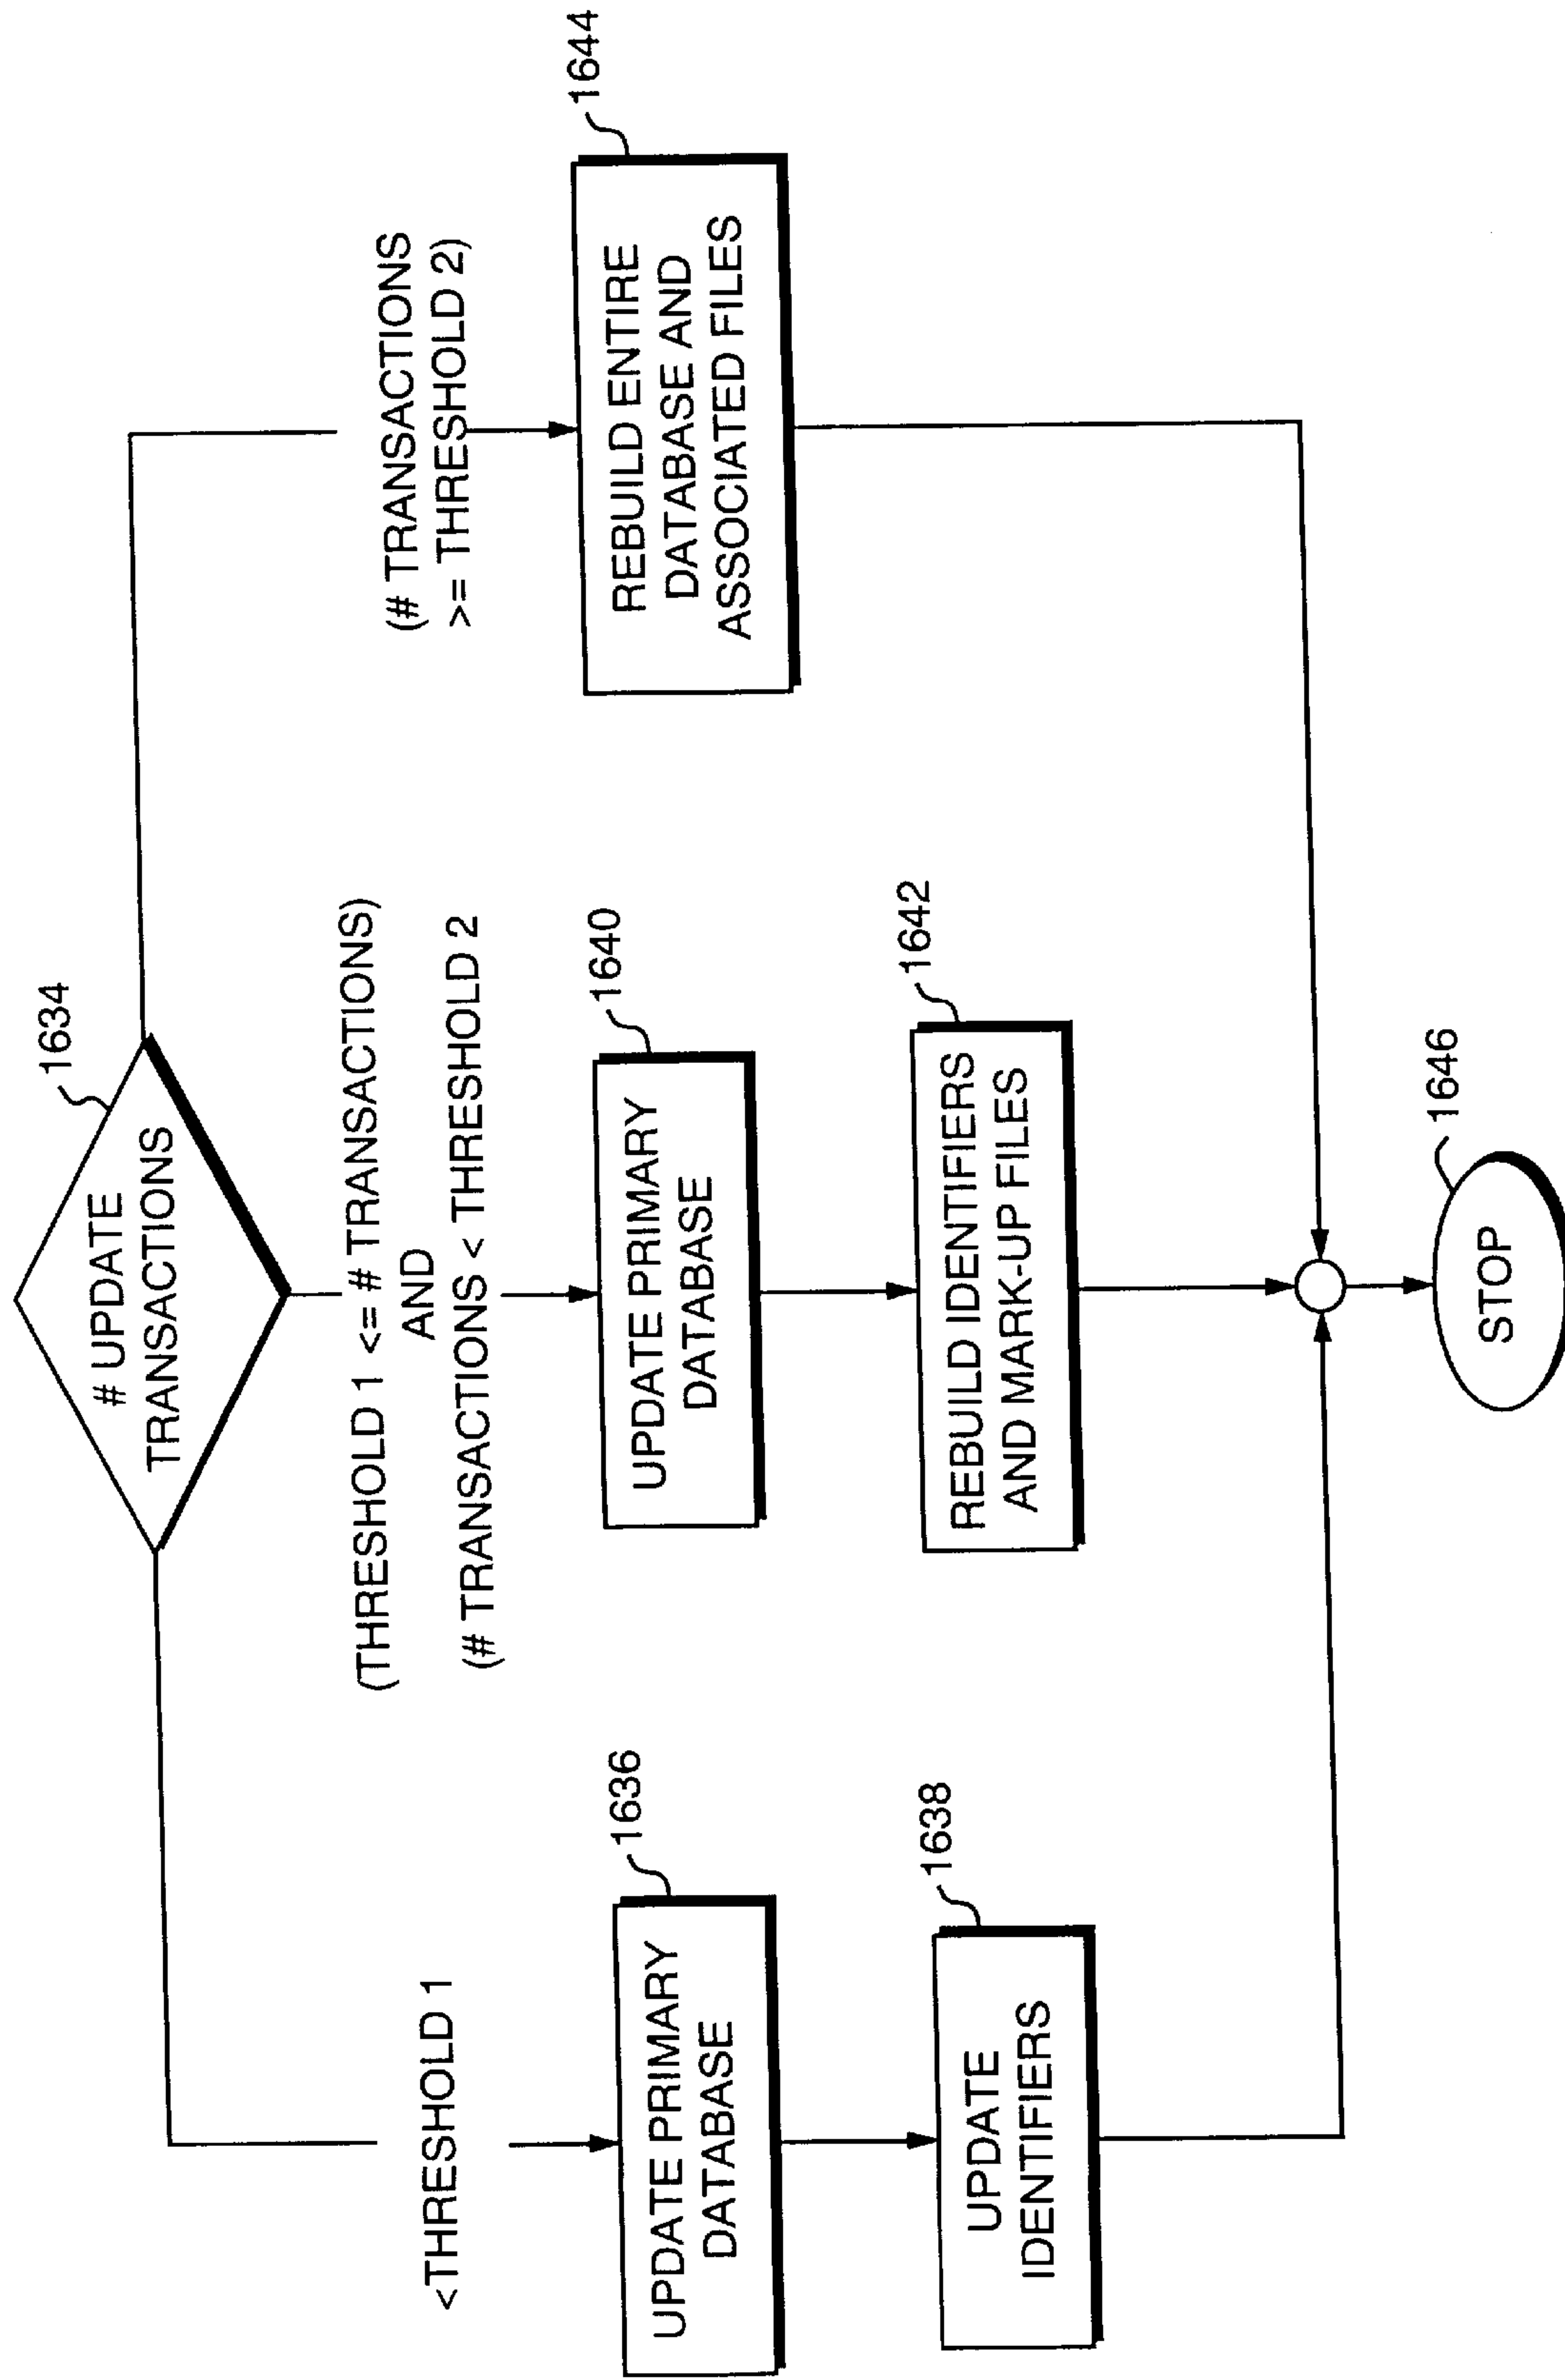 1634
# UPDATE
TRANSACTIONS
<THRESHOLD 1
(THRESHOLD 1 <= # TRANSACTIONS)
AND
(# TRANSACTIONS < THRESHOLD 2
(# TRANSACTIONS
>= THRESHOLD 2)
1636
UPDATE PRIMARY
DATABASE
1640
UPDATE PRIMARY
DATABASE
1644
REBUILD ENTIRE
DATABASE AND
ASSOCIATED FILES
1638
UPDATE
IDENTIFIERS
1642
REBUILD IDENTIFIERS
AND MARK-UP FILES
1646
STOP